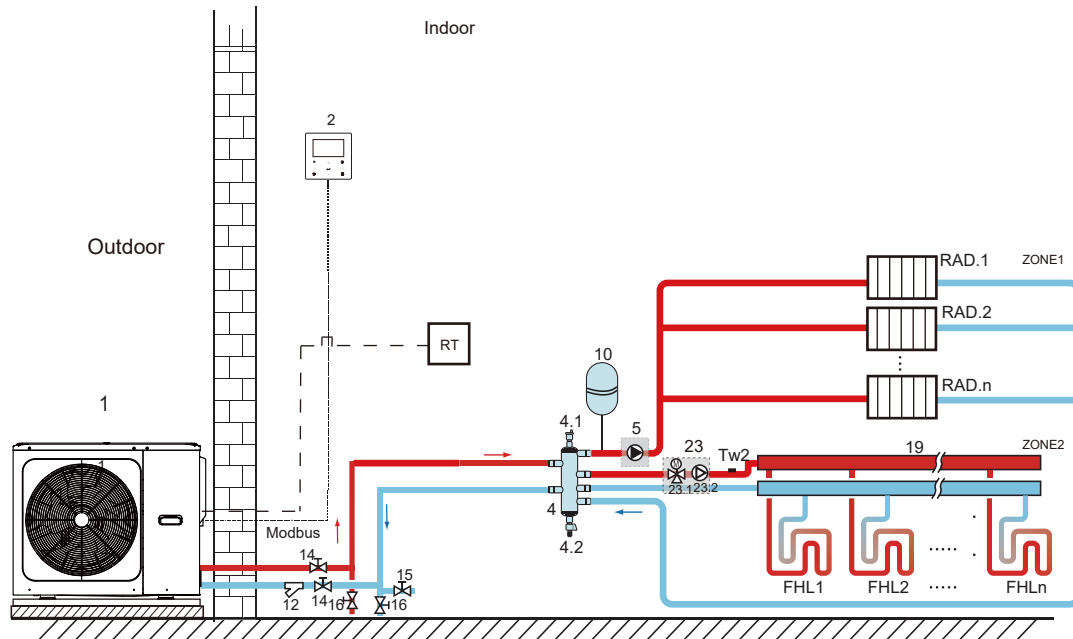 Indoor
2
Outdoor
RAD.1
ZONE1
RAD.2
RT
10
RAD.n
1
4.1
5
23
Tw2
19
ZONE2
1
M
23.1
23.2
4
4.2
Modbus
14
15
12
14
16
16
FHL1
FHL2
FHLn